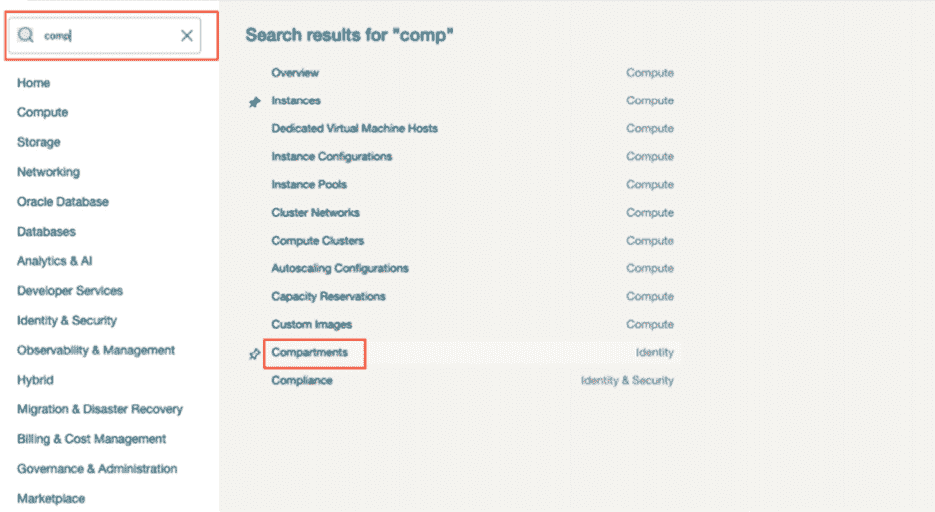 comp
Home
Compute
Storage
Networking
Oracle Database
Databases
Analytics & AI
Developer Services
Identity & Security
Observability & Management
Hybrid
Migration & Disaster Recovery
Billing & Cost Management
Governance & Administration
Marketplace
Search results for "comp"
Overview Compute
Instances Compute
Dedicated Virtual Machine Hosts Compute
Instance Configurations Compute
Instance Pools Compute
Cluster Networks Compute
Compute Clusters Compute
Autoscaling Configurations Compute
Capacity Reservations Compute
Custom Images Compute
Compartments Identity
Compliance Identity & Security